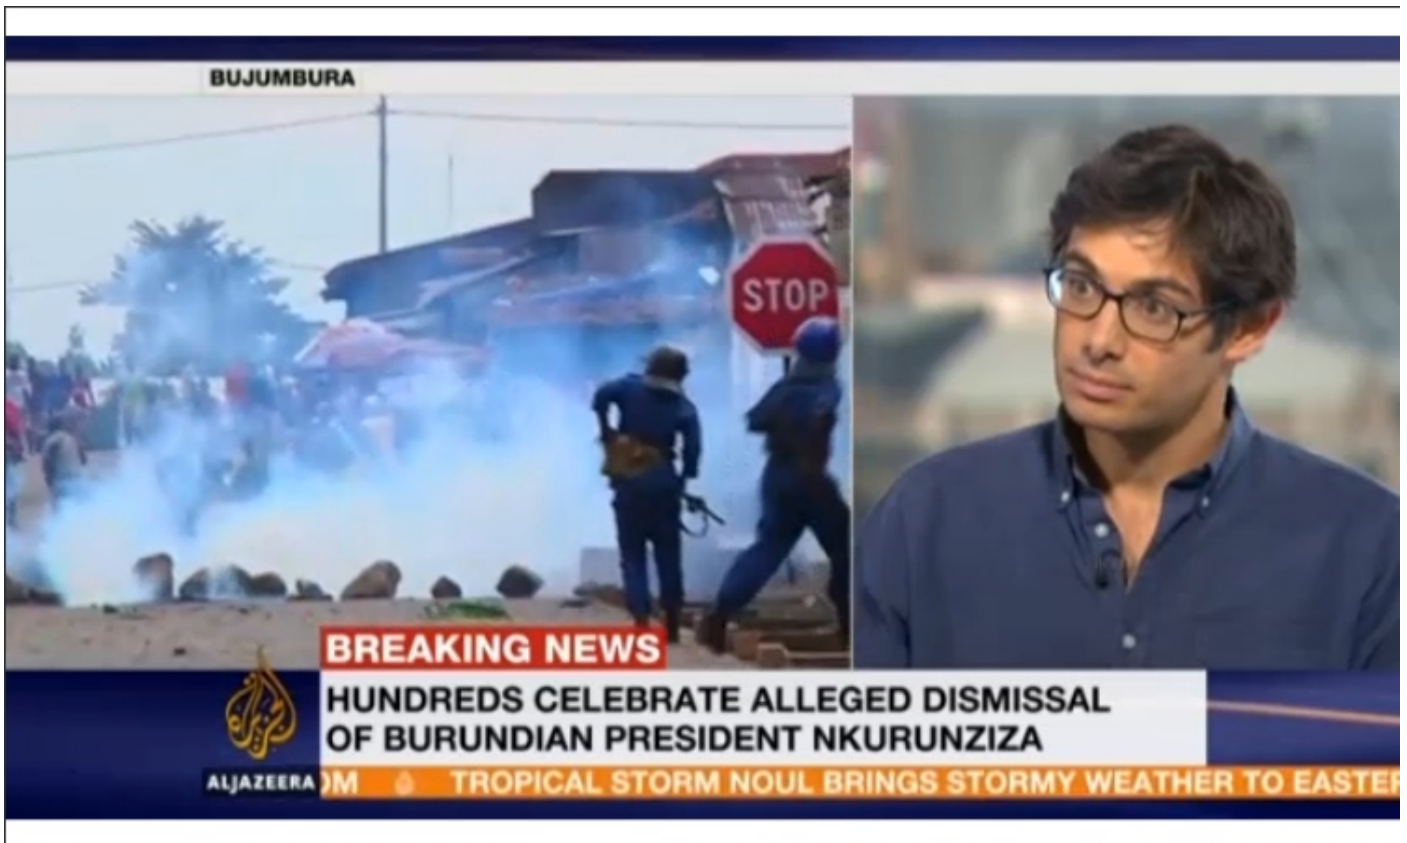 BUJUMBURA
STOP
BREAKING NEWS
HUNDREDS CELEBRATE ALLEGED DISMISSAL
OF BURUNDIAN PRESIDENT NKURUNZIZA
ALJAZEERA
OM TROPICAL STORM NOUL BRINGS STORMY WEATHER TO EASTER